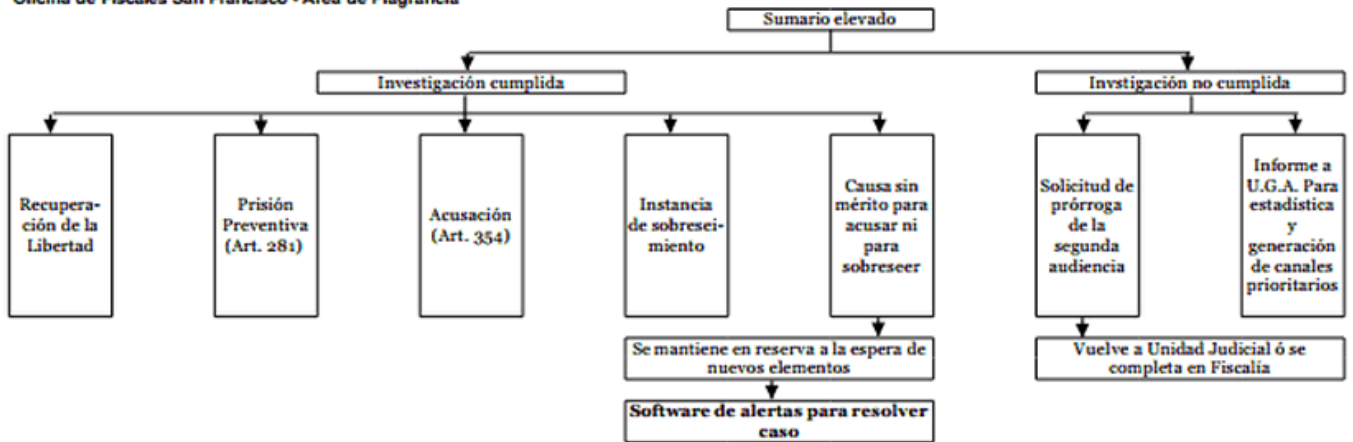 Oficina de Fiscales San Francisco - Área de Flagrancia
Sumario elevado
Investigación cumplida
Invstigación no cumplida
Recupera-
ción de la
Libertad
Prisión
Preventiva
(Art. 281)
Acusación
(Art. 354)
Instancia
de sobresei-
miento
Causa sin
mérito para
acusar ni
para
sobreseer
Solicitud de
prórroga
de la
segunda
audiencia
Informe a
U.G.A. Para
estadística
y
generación
de canales
prioritarios
Se mantiene en reserva a la espera de
nuevos elementos
Vuelve a Unidad Judicial ó se
completa en Fiscalía
Software de alertas para resolver
caso